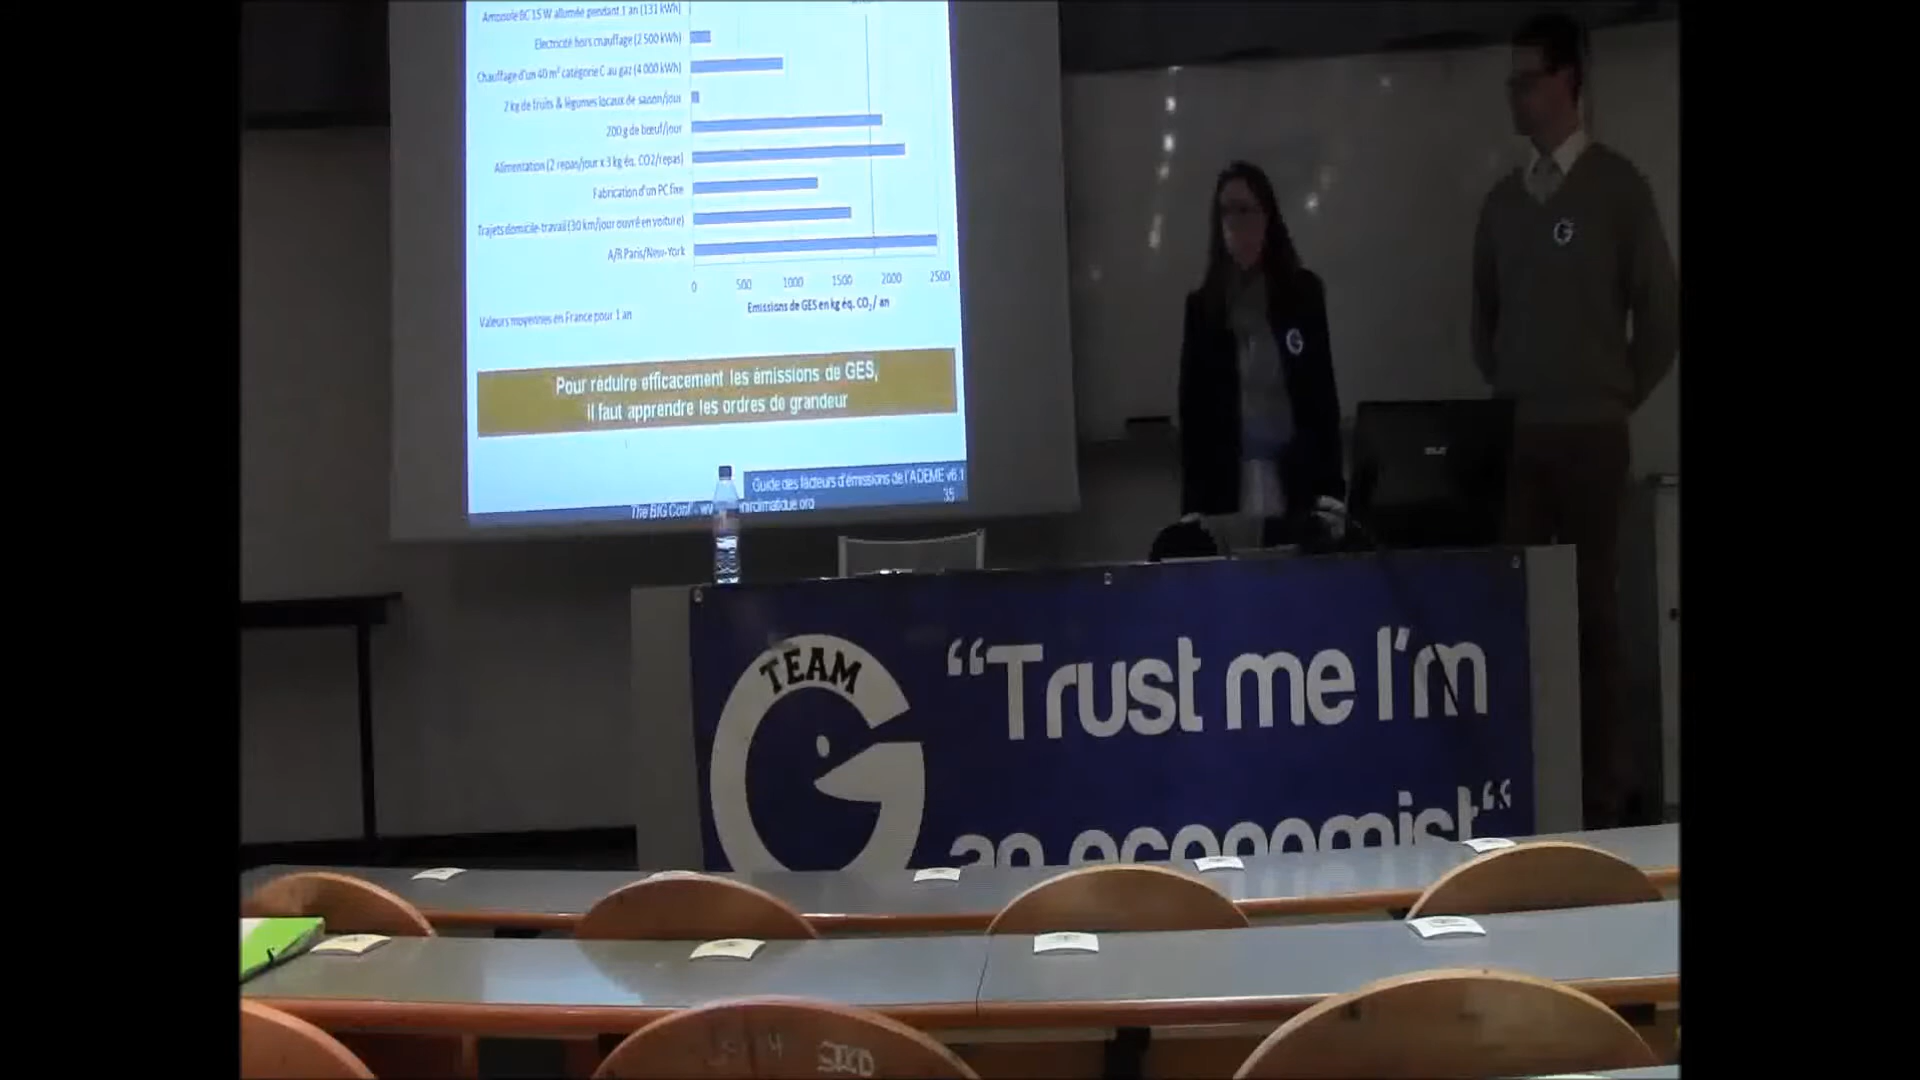 Ampoule BC 15 W allumée pendant 1 an (131 kWh)
Electricité hors chauffage (2 500 kWh)
Chauffage d'un 40 m² catégorie C au gaz (4 000 kWh)
2 kg de fruits & légumes locaux de saison/jour
200 g de bœuf/jour
Alimentation (2 repas/jour x 3 kg éq. CO2/repas)
Fabrication d'un PC fixe
Trajets domicile-travail (30 km/jour ouvré en voiture)
A/R Paris/New-York
0 500 1000 1500 2000 2500
Emissions de GES en kg éq. CO₂/ an
Valeurs moyennes en France pour 1 an
Pour réduire efficacement les émissions de GES,
il faut apprendre les ordres de grandeur
Guide des facteurs d'émissions de l'ADEME v6.1
The BIG Conf - 
35
G
G
TEAM
G
“Trust me I'm
an economist“